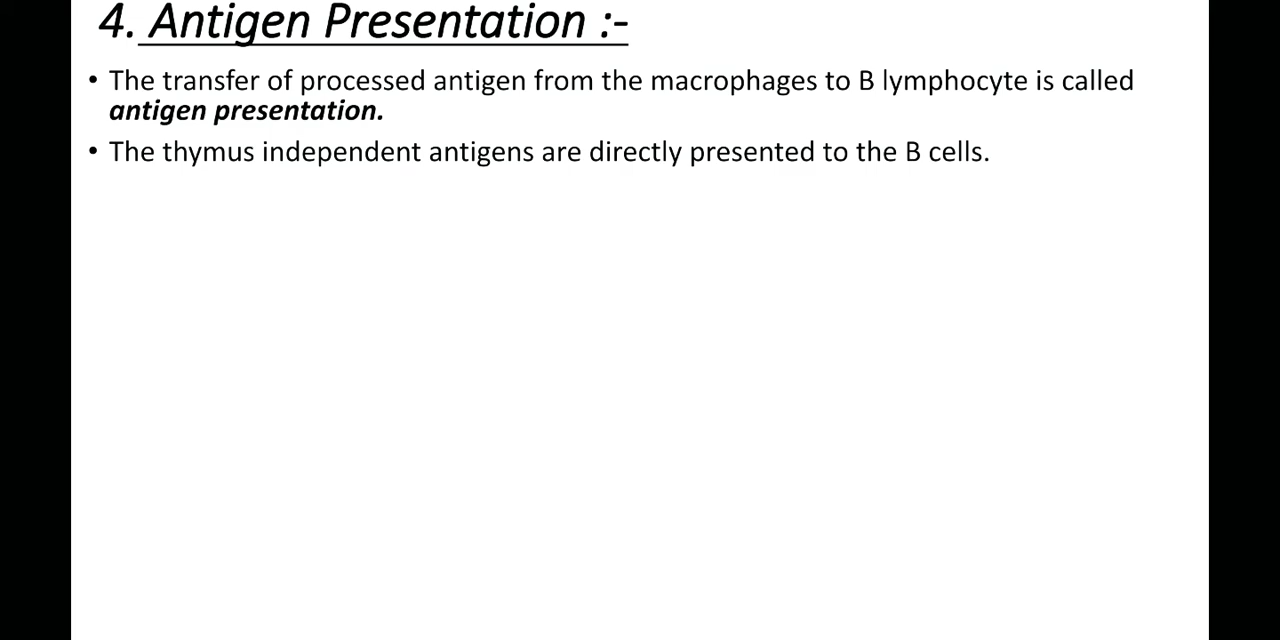 4. Antigen Presentation :-
• The transfer of processed antigen from the macrophages to B lymphocyte is called
antigen presentation.
• The thymus independent antigens are directly presented to the B cells.